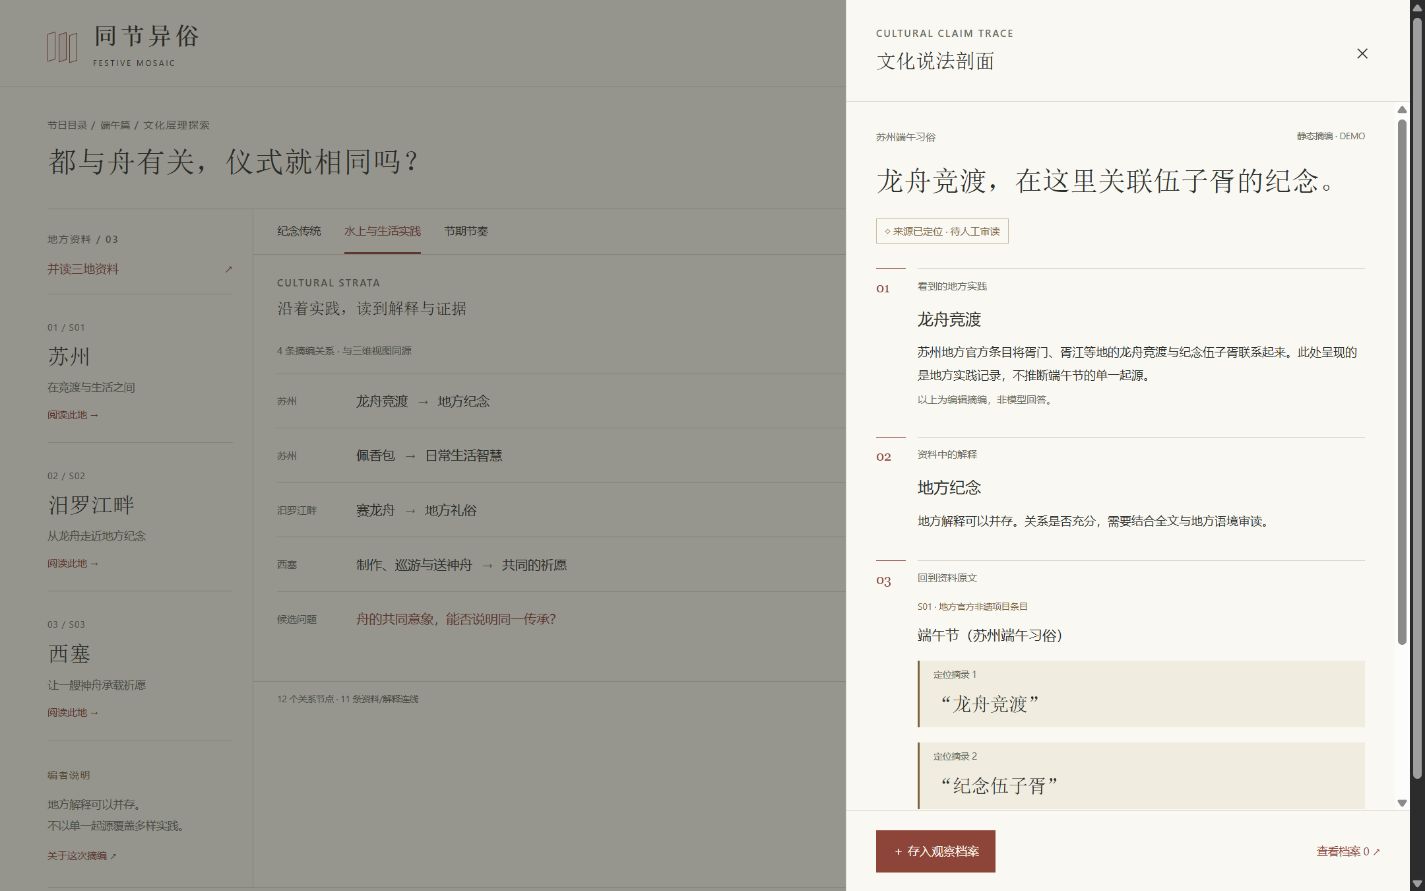 同节异俗
FESTIVE MOSAIC
节日目录 / 端午篇 / 文化层理探索
都与舟有关，仪式就相同吗？
地方资料 / 03
并读三地资料 ↗
01 / S01
苏州
在竞渡与生活之间
阅读此地 →
02 / S02
汨罗江畔
从龙舟走近地方纪念
阅读此地 →
03 / S03
西塞
让一艘神舟承载祈愿
阅读此地 →
编者说明
地方解释可以并存。
不以单一起源覆盖多样实践。
关于这次摘编 ↗
纪念传统 水上与生活实践 节期节奏
CULTURAL STRATA
沿着实践，读到解释与证据
4 条摘编关系 · 与三维视图同源
苏州 龙舟竞渡 → 地方纪念
苏州 佩香包 → 日常生活智慧
汨罗江畔 赛龙舟 → 地方礼俗
西塞 制作、巡游与送神舟 → 共同的祈愿
候选问题 舟的共同意象，能否说明同一传承？
12 个关系节点 · 11 条资料/解释连线
CULTURAL CLAIM TRACE
文化说法剖面
苏州端午习俗 静态摘编 · DEMO
龙舟竞渡，在这里关联伍子胥的纪念。
◇ 来源已定位 · 待人工审读
01 看到的地方实践
龙舟竞渡
苏州地方官方条目将胥门、胥江等地的龙舟竞渡与纪念伍子胥联系起来。此处呈现的
是地方实践记录，不推断端午节的单一起源。
以上为编辑摘编，非模型回答。
02 资料中的解释
地方纪念
地方解释可以并存。关系是否充分，需要结合全文与地方语境审读。
03 回到资料原文
S01 · 地方官方非遗项目条目
端午节（苏州端午习俗）
定位摘录 1
“龙舟竞渡”
定位摘录 2
“纪念伍子胥”
＋ 存入观察档案
查看档案 0 ↗